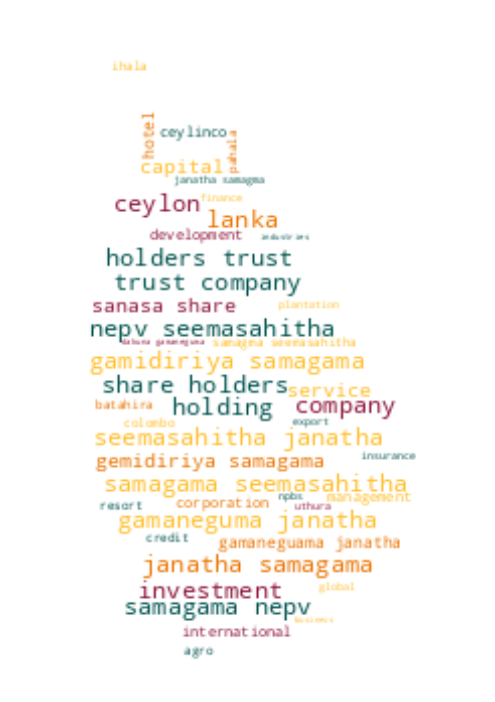 ihala
hotel
ceylinco
pahala
capital
janatha samagma
ceylon
finance
lanka
development
industries
holders trust
trust company
sanasa share
plantation
nepv seemasahitha
dakuna gamaneguma
samagma seemasahitha
gamidiriya samagama
share holders
service
batahira
holding
company
colombo
export
seemasahitha janatha
gemidiriya samagama
insurance
samagama seemasahitha
resort
corporation
npbs
uthura
management
gamaneguma janatha
credit
gamaneguama janatha
janatha samagama
investment
global
samagama nepv
business
international
agro